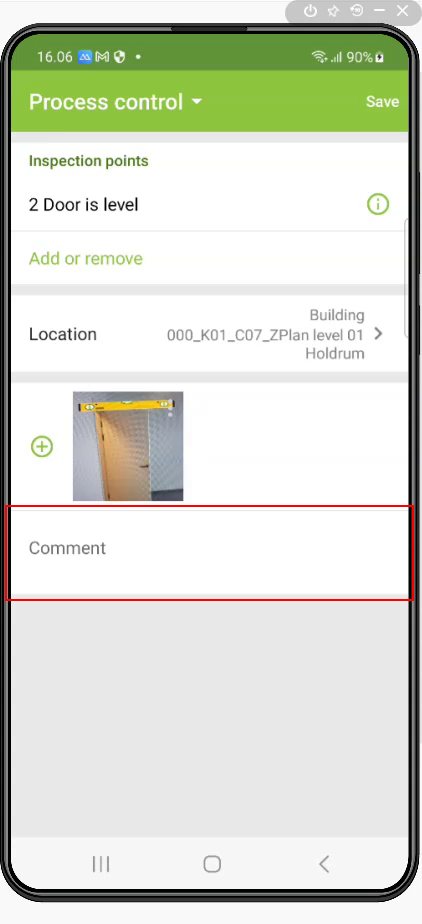 16.06
90%
Process control
Save
Inspection points
2 Door is level
Add or remove
Building
Location
000_K01_C07_ZPlan level 01
Holdrum
Comment